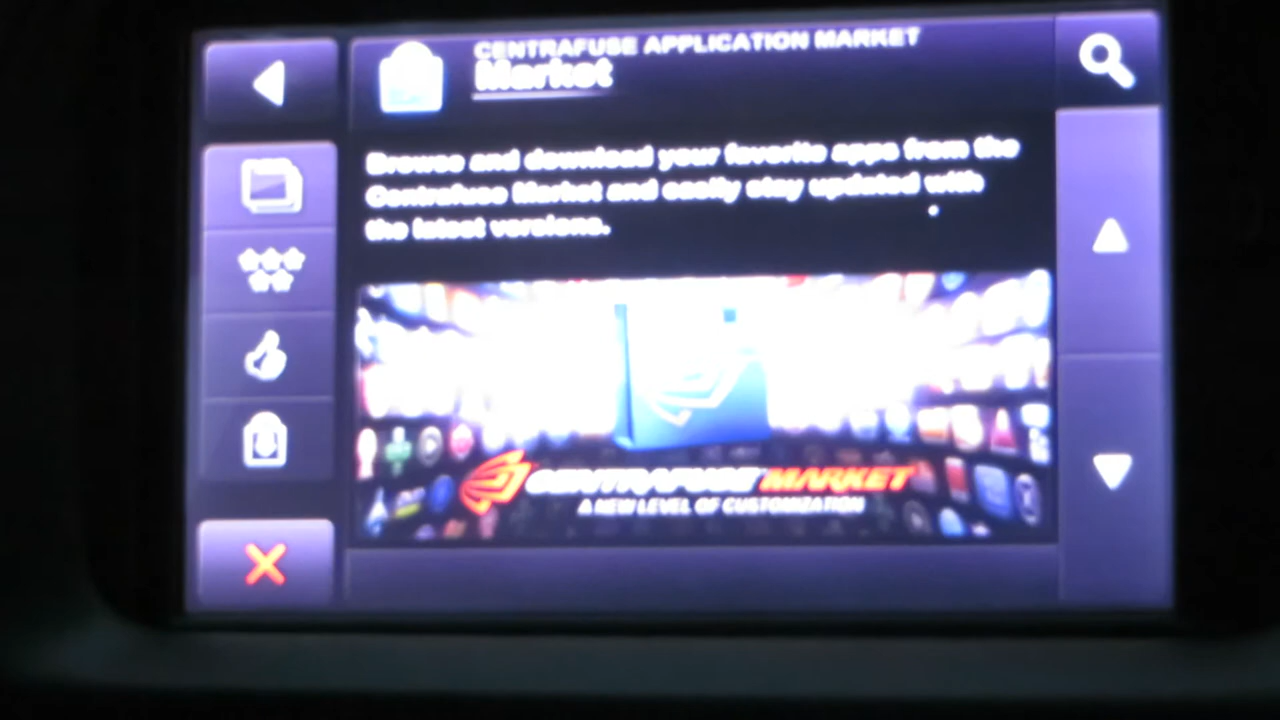 CENTRAFUSE APPLICATION MARKET
Market
Browse and download your favorite apps from the
Centrafuse Market and easily stay updated with
the latest versions.
CENTRAFUSE MARKET
A NEW LEVEL OF CUSTOMIZATION